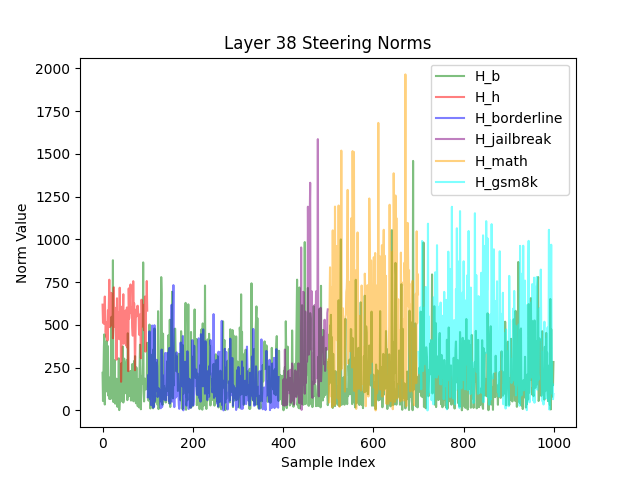 Layer 38 Steering Norms
H_b
H_h
H_borderline
H_jailbreak
H_math
H_gsm8k
Norm Value
2000
1750
1500
1250
1000
750
500
250
0
0 200 400 600 800 1000
Sample Index